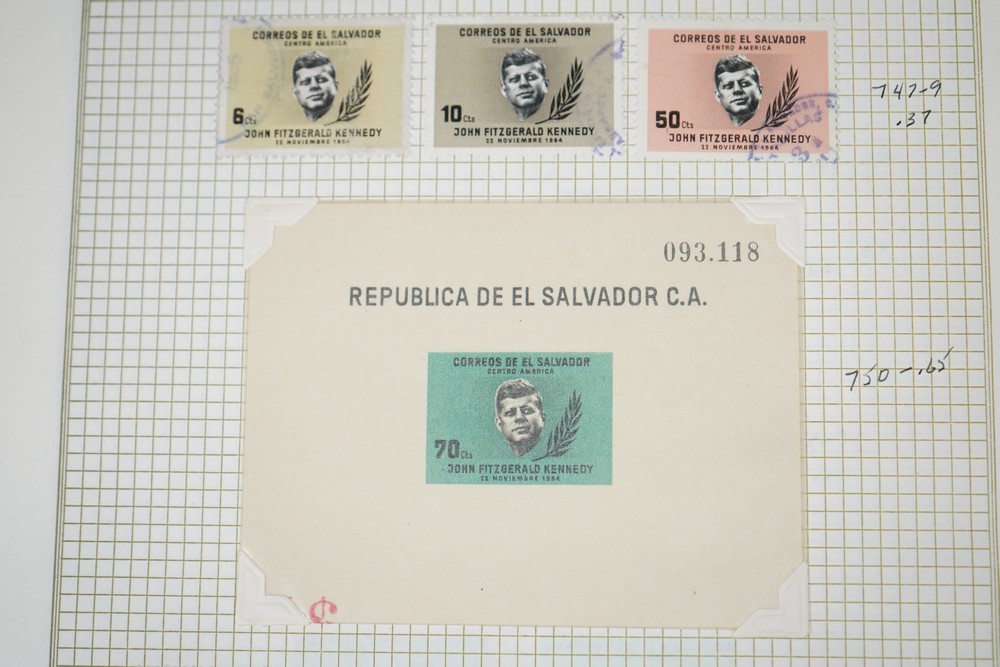 CORREOS DE EL SALVADOR
CENTRO AMERICA
6 Cts
JOHN FITZGERALD KENNEDY
22 NOVIEMBRE 1964
CORREOS DE EL SALVADOR
CENTRO AMERICA
10 Cts
JOHN FITZGERALD KENNEDY
22 NOVIEMBRE 1964
CORREOS DE EL SALVADOR
CENTRO AMERICA
50 Cts
JOHN FITZGERALD KENNEDY
22 NOVIEMBRE 1964
747-9
.37
093.118
REPUBLICA DE EL SALVADOR C.A.
CORREOS DE EL SALVADOR
CENTRO AMERICA
70 Cts
JOHN FITZGERALD KENNEDY
22 NOVIEMBRE 1964
750-.65
¢